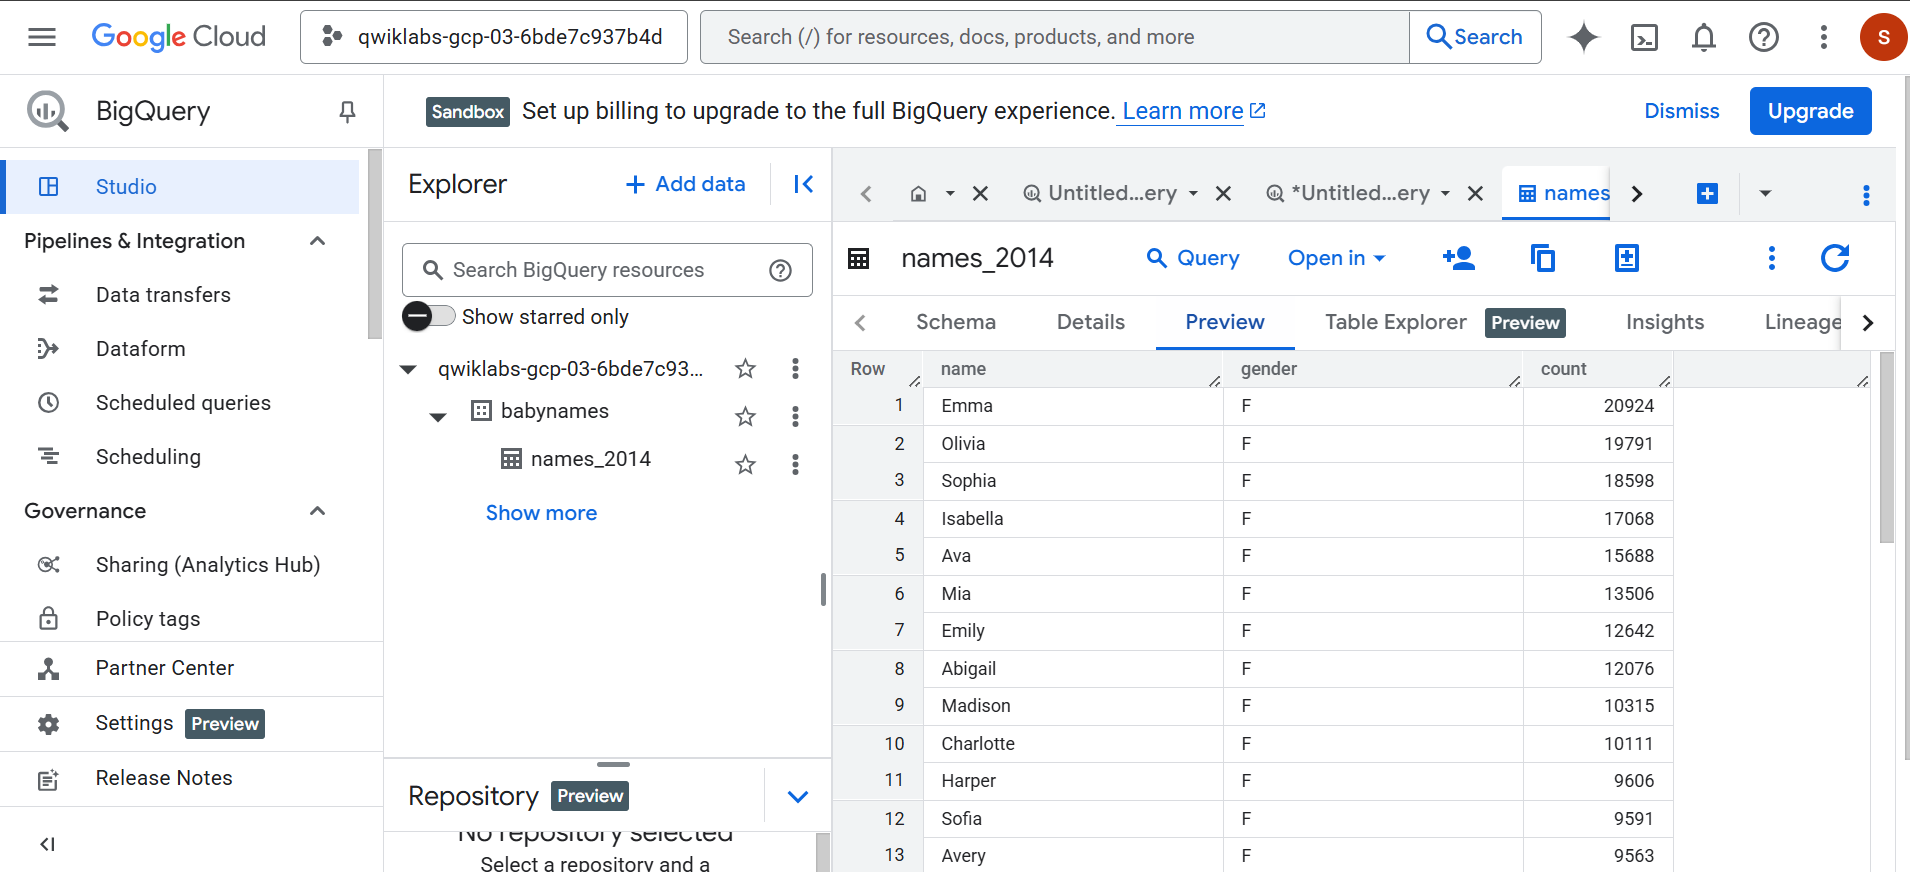 Google Cloud
qwiklabs-gcp-03-6bde7c937b4d
Search (/) for resources, docs, products, and more
Search
S
BigQuery
Sandbox Set up billing to upgrade to the full BigQuery experience. Learn more
Dismiss
Upgrade
Studio
Pipelines & Integration
Data transfers
Dataform
Scheduled queries
Scheduling
Governance
Sharing (Analytics Hub)
Policy tags
Partner Center
Settings Preview
Release Notes
Explorer
Add data
Search BigQuery resources
Show starred only
qwiklabs-gcp-03-6bde7c93...
babynames
names_2014
Show more
Repository Preview
No repository selected
Select a repository and a
Untitled...ery
*Untitled...ery
names
names_2014
Query
Open in
Schema Details Preview Table Explorer Preview Insights Lineage
Row name gender count
1 Emma F 20924
2 Olivia F 19791
3 Sophia F 18598
4 Isabella F 17068
5 Ava F 15688
6 Mia F 13506
7 Emily F 12642
8 Abigail F 12076
9 Madison F 10315
10 Charlotte F 10111
11 Harper F 9606
12 Sofia F 9591
13 Avery F 9563